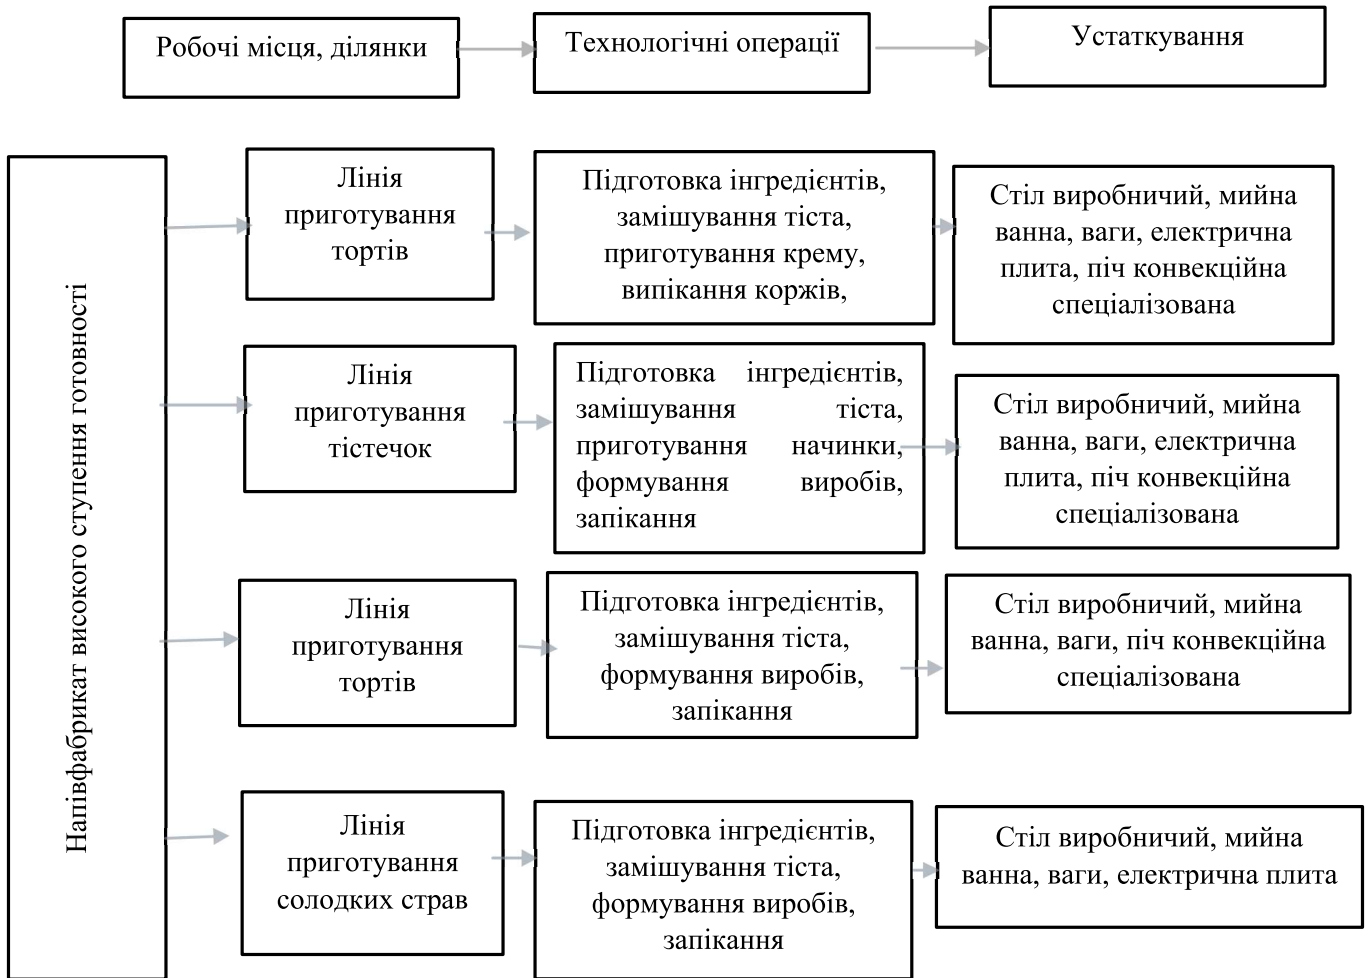 Робочі місця, ділянки
Технологічні операції
Устаткування
Напівфабрикат високого ступення готовності
Лінія
приготування
тортів
Підготовка інгредієнтів,
замішування тіста,
приготування крему,
випікання коржів,
Стіл виробничий, мийна
ванна, ваги, електрична
плита, піч конвекційна
спеціалізована
Лінія
приготування
тістечок
Підготовка інгредієнтів,
замішування тіста,
приготування начинки,
формування виробів,
запікання
Стіл виробничий, мийна
ванна, ваги, електрична
плита, піч конвекційна
спеціалізована
Лінія
приготування
тортів
Підготовка інгредієнтів,
замішування тіста,
формування виробів,
запікання
Стіл виробничий, мийна
ванна, ваги, піч конвекційна
спеціалізована
Лінія
приготування
солодких страв
Підготовка інгредієнтів,
замішування тіста,
формування виробів,
запікання
Стіл виробничий, мийна
ванна, ваги, електрична плита